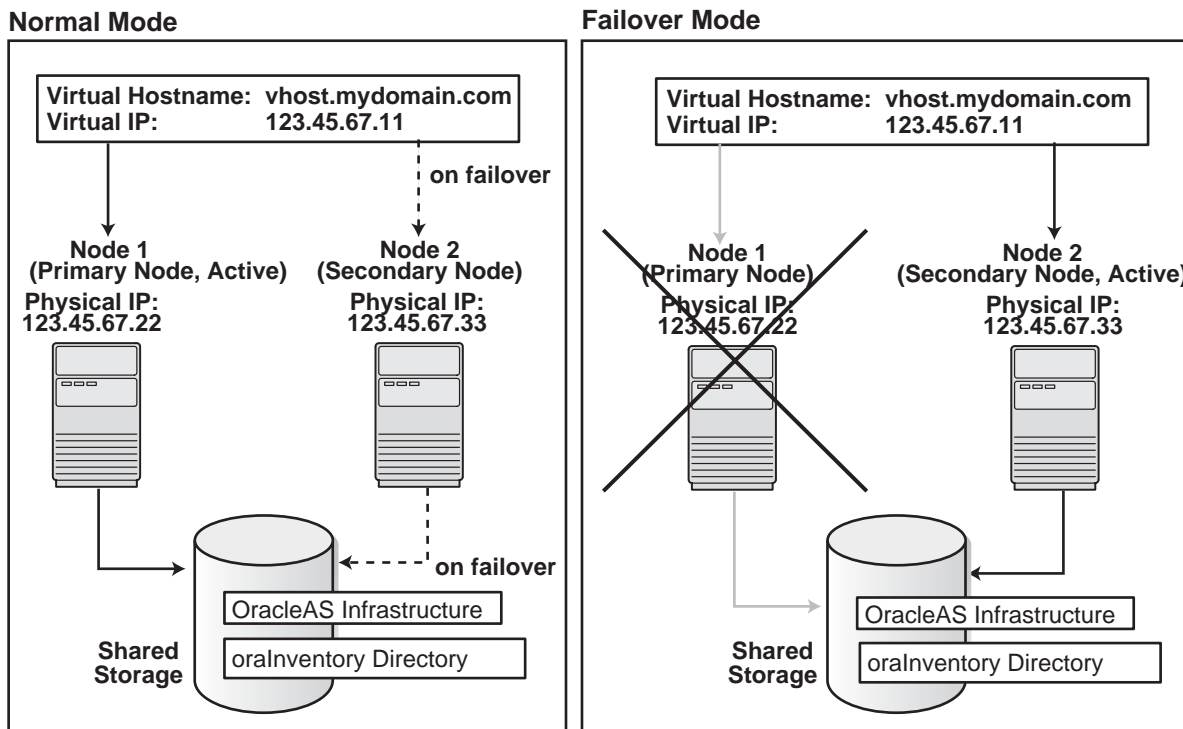 Normal Mode
Virtual Hostname: vhost.mydomain.com
Virtual IP: 123.45.67.11
on failover
Node 1
(Primary Node, Active)
Physical IP:
123.45.67.22
Node 2
(Secondary Node)
Physical IP:
123.45.67.33
on failover
OracleAS Infrastructure
oraInventory Directory
Shared
Storage
Failover Mode
Virtual Hostname: vhost.mydomain.com
Virtual IP: 123.45.67.11
Node 1
(Primary Node)
Physical IP:
123.45.67.22
Node 2
(Secondary Node, Active)
Physical IP:
123.45.67.33
OracleAS Infrastructure
oraInventory Directory
Shared
Storage